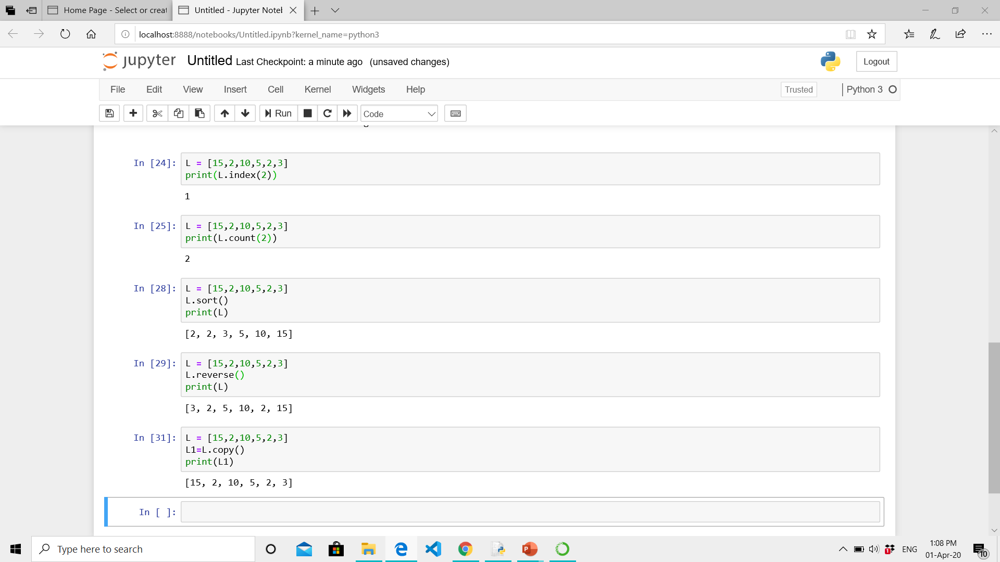 Home Page - Select or creat
Untitled - Jupyter Noteb
localhost:8888/notebooks/Untitled.ipynb?kernel_name=python3
jupyter Untitled Last Checkpoint: a minute ago (unsaved changes)
Logout
File Edit View Insert Cell Kernel Widgets Help
Trusted
Python 3
Run
Code
In [24]: L = [15,2,10,5,2,3]
print(L.index(2))
1
In [25]: L = [15,2,10,5,2,3]
print(L.count(2))
2
In [28]: L = [15,2,10,5,2,3]
L.sort()
print(L)
[2, 2, 3, 5, 10, 15]
In [29]: L = [15,2,10,5,2,3]
L.reverse()
print(L)
[3, 2, 5, 10, 2, 15]
In [31]: L = [15,2,10,5,2,3]
L1=L.copy()
print(L1)
[15, 2, 10, 5, 2, 3]
In [ ]:
Type here to search
P
1
ENG
1:08 PM
01-Apr-20
10